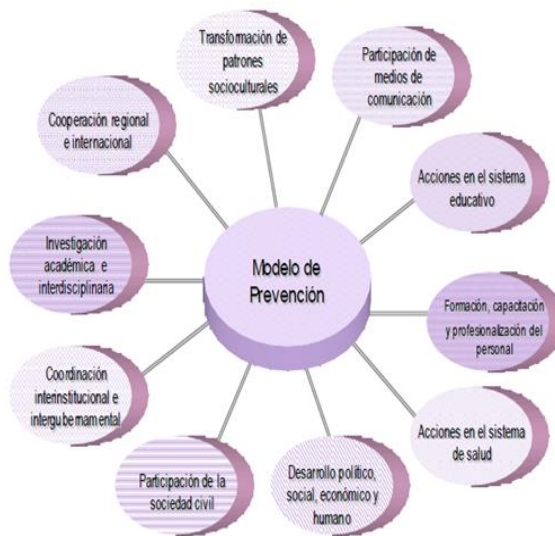 Transformación de
patrones
socioculturales
Participación de
medios de
comunicación
Cooperación regional
e internacional
Acciones en el sistema
educativo
Investigación
académica e
interdisciplinaria
Modelo de
Prevención
Formación, capacitación
y profesionalización del
personal
Coordinación
interinstitucional e
intergubernamental
Acciones en el sistema
de salud
Participación de la
sociedad civil
Desarrollo político,
social, económico y
humano